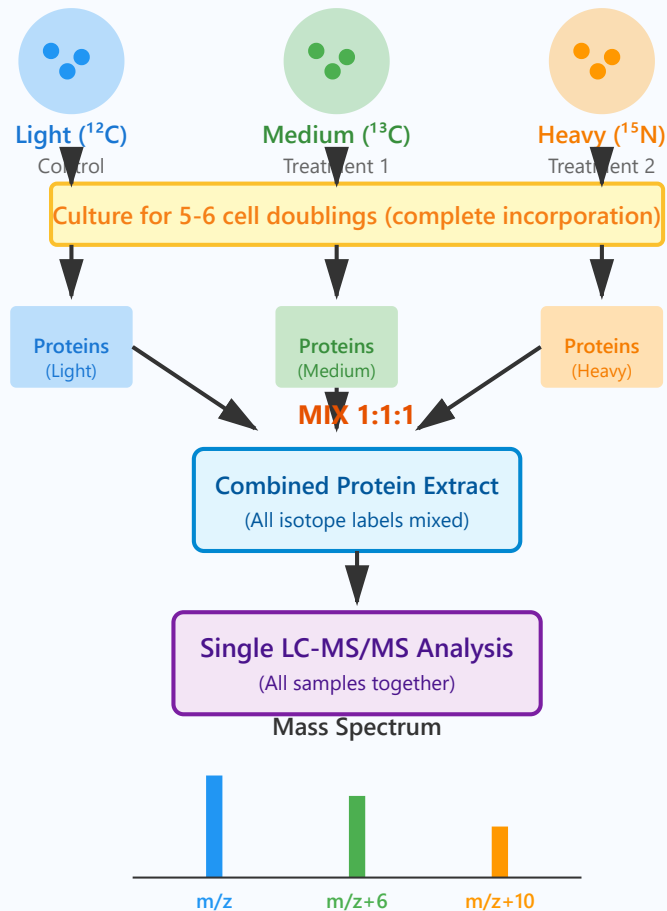 Light (¹²C)
Medium (¹³C)
Heavy (¹⁵N)
Control
Treatment 1
Treatment 2
Culture for 5-6 cell doublings (complete incorporation)
Proteins
(Light)
Proteins
(Medium)
Proteins
(Heavy)
MIX 1:1:1
Combined Protein Extract
(All isotope labels mixed)
Single LC-MS/MS Analysis
(All samples together)
Mass Spectrum
m/z
m/z+6
m/z+10